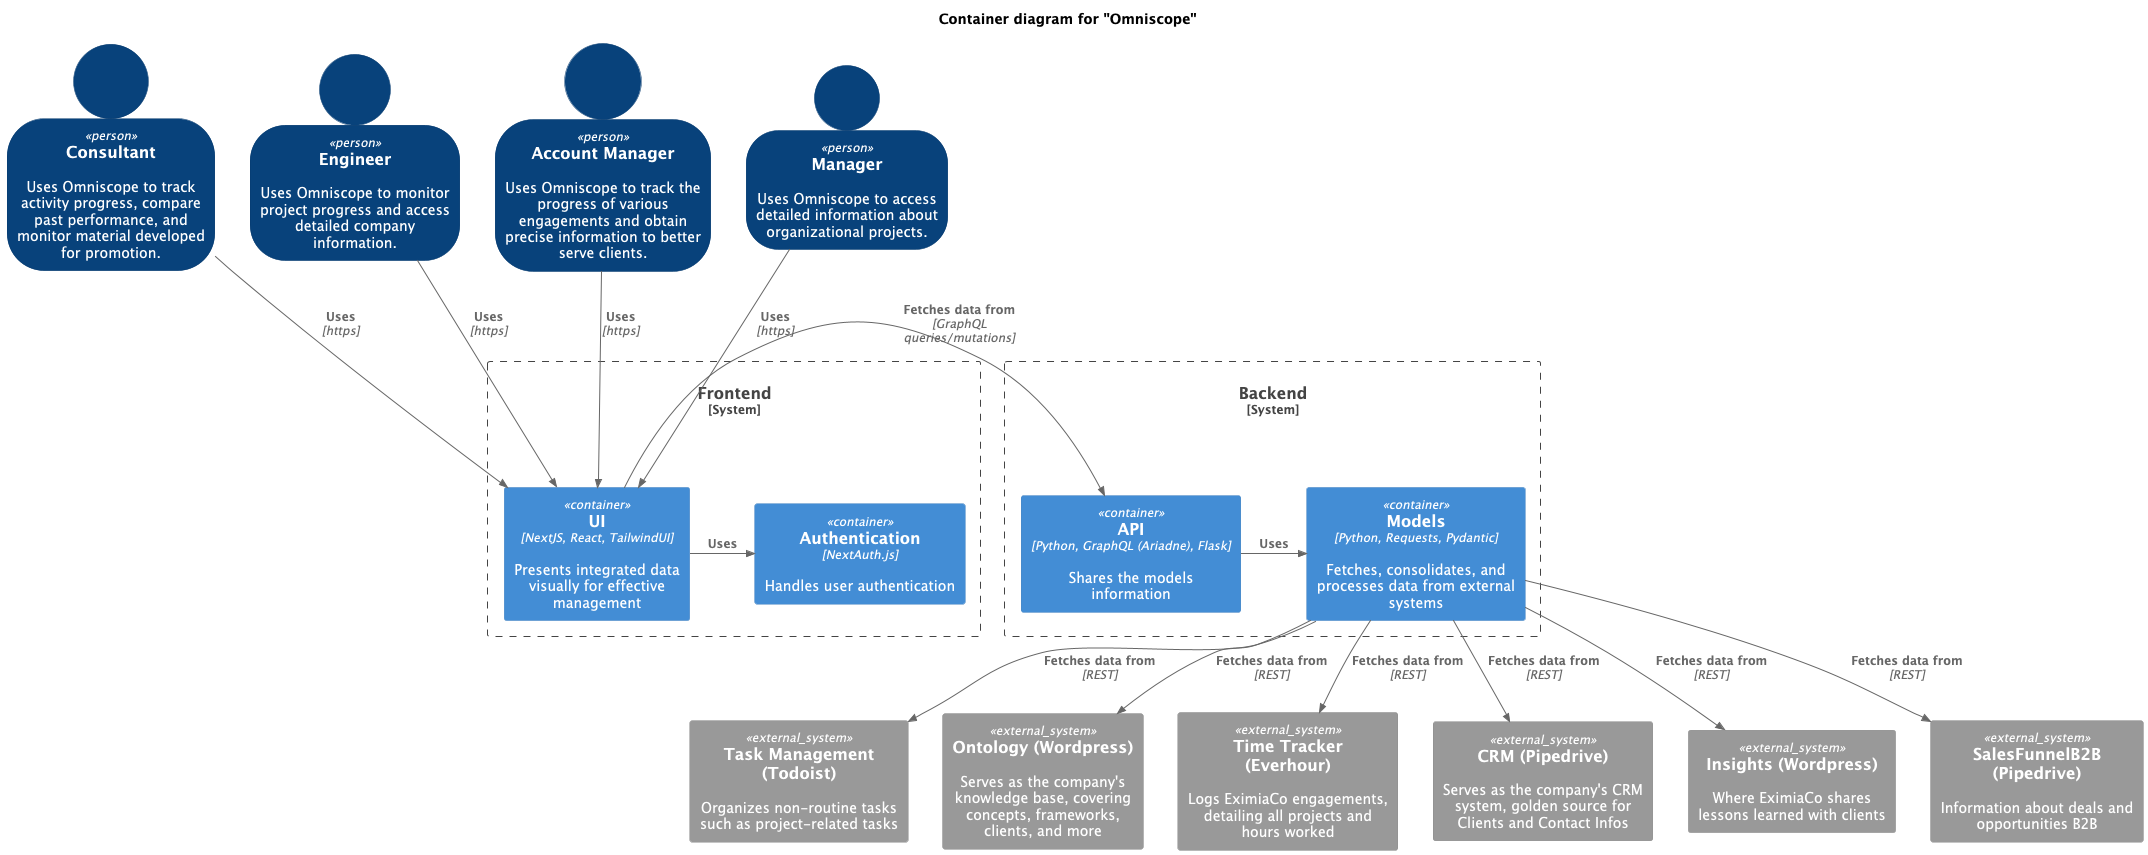 Container diagram for "Omniscope"
«person»
Consultant
Uses Omniscope to track
activity progress, compare
past performance, and
monitor material developed
for promotion.
«person»
Engineer
Uses Omniscope to monitor
project progress and access
detailed company
information.
«person»
Account Manager
Uses Omniscope to track the
progress of various
engagements and obtain
precise information to better
serve clients.
«person»
Manager
Uses Omniscope to access
detailed information about
organizational projects.
Uses
[https]
Uses
[https]
Uses
[https]
Uses
[https]
Fetches data from
[GraphQL
queries/mutations]
Frontend
[System]
Backend
[System]
«container»
UI
[NextJS, React, TailwindUI]
Presents integrated data
visually for effective
management
Uses
«container»
Authentication
[NextAuth.js]
Handles user authentication
«container»
API
[Python, GraphQL (Ariadne), Flask]
Shares the models
information
Uses
«container»
Models
[Python, Requests, Pydantic]
Fetches, consolidates, and
processes data from external
systems
Fetches data from
[REST]
Fetches data from
[REST]
Fetches data from
[REST]
Fetches data from
[REST]
Fetches data from
[REST]
Fetches data from
[REST]
«external_system»
Task Management
(Todoist)
Organizes non-routine tasks
such as project-related tasks
«external_system»
Ontology (Wordpress)
Serves as the company's
knowledge base, covering
concepts, frameworks,
clients, and more
«external_system»
Time Tracker
(Everhour)
Logs EximiaCo engagements,
detailing all projects and
hours worked
«external_system»
CRM (Pipedrive)
Serves as the company's CRM
system, golden source for
Clients and Contact Infos
«external_system»
Insights (Wordpress)
Where EximiaCo shares
lessons learned with clients
«external_system»
SalesFunnelB2B
(Pipedrive)
Information about deals and
opportunities B2B